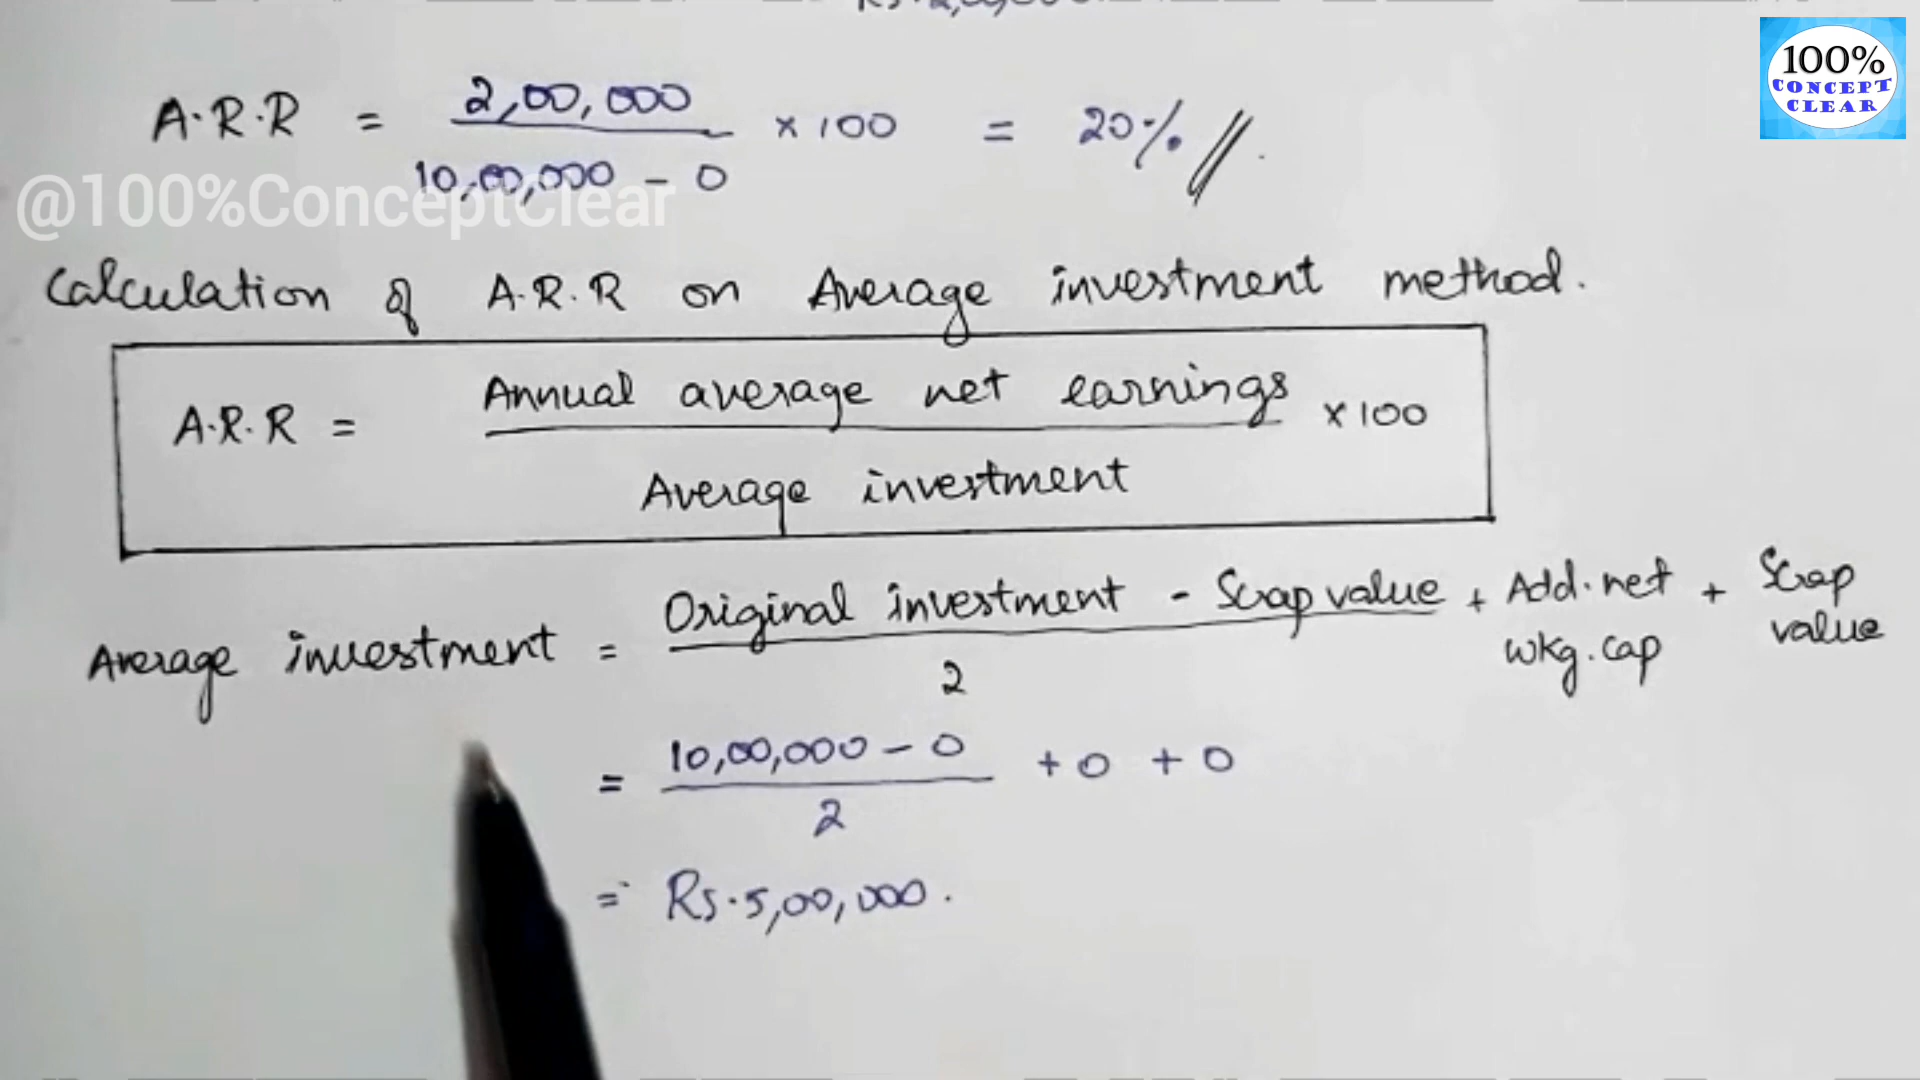 100%
CONCEPT
CLEAR
A.R.R = 2,00,000 / 10,00,000 - 0 × 100 = 20%
@100%ConceptClear
Calculation of A.R.R on Average investment method.
A.R.R = Annual average net earnings / Average investment × 100
Average investment = Original investment - Scrap value / 2 + Add.net wkg.cap + Scrap value
= 10,00,000 - 0 / 2 + 0 + 0
= Rs.5,00,000.